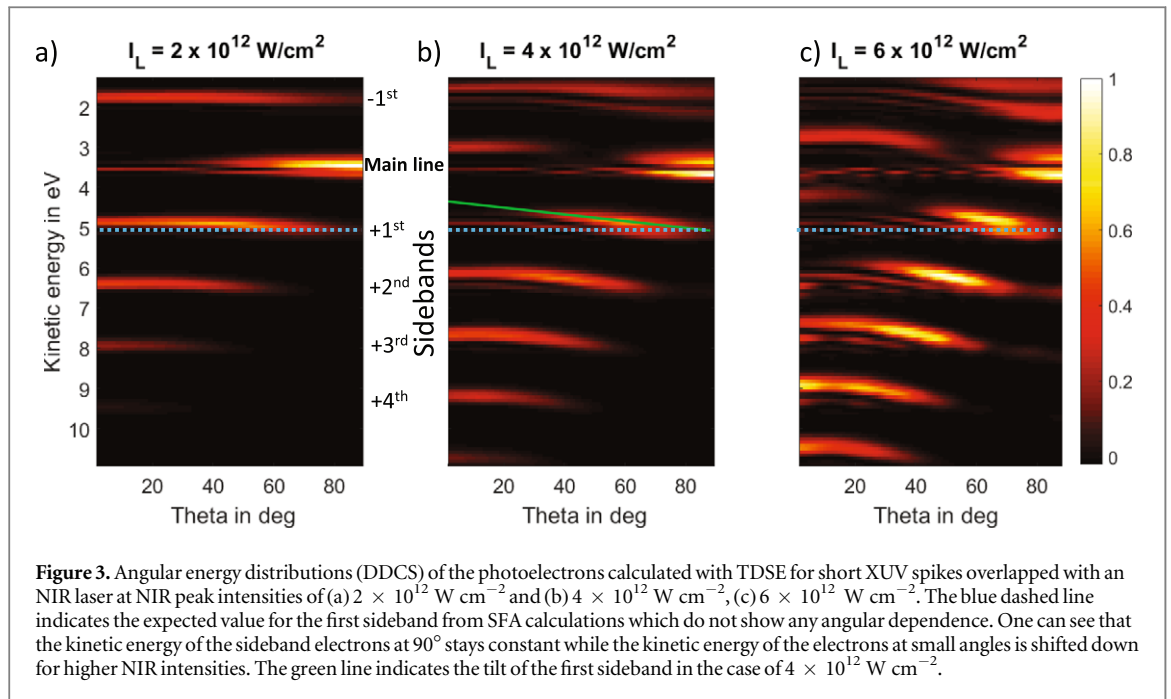 a) I_L = 2 x 10^12 W/cm^2
b) I_L = 4 x 10^12 W/cm^2
c) I_L = 6 x 10^12 W/cm^2
Kinetic energy in eV
2
3
4
5
6
7
8
9
10
-1st
Main line
+1st
+2nd
+3rd
+4th
Sidebands
1
0.8
0.6
0.4
0.2
0
20 40 60 80
20 40 60 80
20 40 60 80
Theta in deg
Theta in deg
Theta in deg
Figure 3. Angular energy distributions (DDCS) of the photoelectrons calculated with TDSE for short XUV spikes overlapped with an
NIR laser at NIR peak intensities of (a) 2 × 10^12 W cm^−2 and (b) 4 × 10^12 W cm^−2, (c) 6 × 10^12 W cm^−2. The blue dashed line
indicates the expected value for the first sideband from SFA calculations which do not show any angular dependence. One can see that
the kinetic energy of the sideband electrons at 90° stays constant while the kinetic energy of the electrons at small angles is shifted down
for higher NIR intensities. The green line indicates the tilt of the first sideband in the case of 4 × 10^12 W cm^−2.